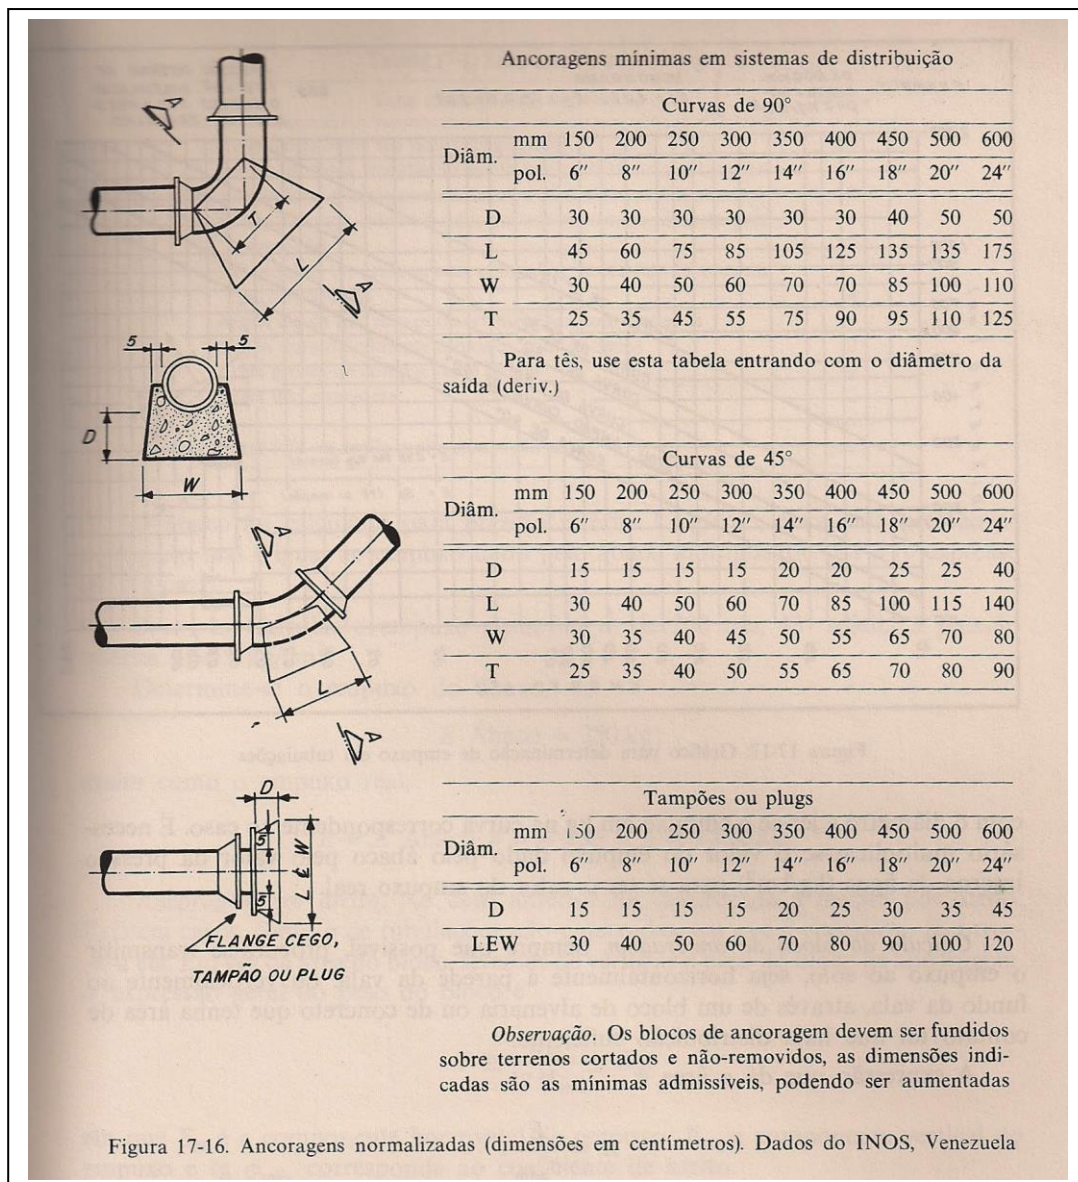 Ancoragens mínimas em sistemas de distribuição
Curvas de 90°
Diâm. mm 150 200 250 300 350 400 450 500 600
pol. 6″ 8″ 10″ 12″ 14″ 16″ 18″ 20″ 24″
D 30 30 30 30 30 30 40 50 50
L 45 60 75 85 105 125 135 135 175
W 30 40 50 60 70 70 85 100 110
T 25 35 45 55 75 90 95 110 125
Para tês, use esta tabela entrando com o diâmetro da
saída (deriv.)
A
T
L
A
5 5
D
W
Curvas de 45°
Diâm. mm 150 200 250 300 350 400 450 500 600
pol. 6″ 8″ 10″ 12″ 14″ 16″ 18″ 20″ 24″
D 15 15 15 15 20 20 25 25 40
L 30 40 50 60 70 85 100 115 140
W 30 35 40 45 50 55 65 70 80
T 25 35 40 50 55 65 70 80 90
A
L
A
Tampões ou plugs
Diâm. mm 150 200 250 300 350 400 450 500 600
pol. 6″ 8″ 10″ 12″ 14″ 16″ 18″ 20″ 24″
D 15 15 15 15 20 25 30 35 45
LEW 30 40 50 60 70 80 90 100 120
D
5
5
L E W
FLANGE CEGO,
TAMPÃO OU PLUG
Observação. Os blocos de ancoragem devem ser fundidos
sobre terrenos cortados e não-removidos, as dimensões indi-
cadas são as mínimas admissíveis, podendo ser aumentadas
Figura 17-16. Ancoragens normalizadas (dimensões em centímetros). Dados do INOS, Venezuela